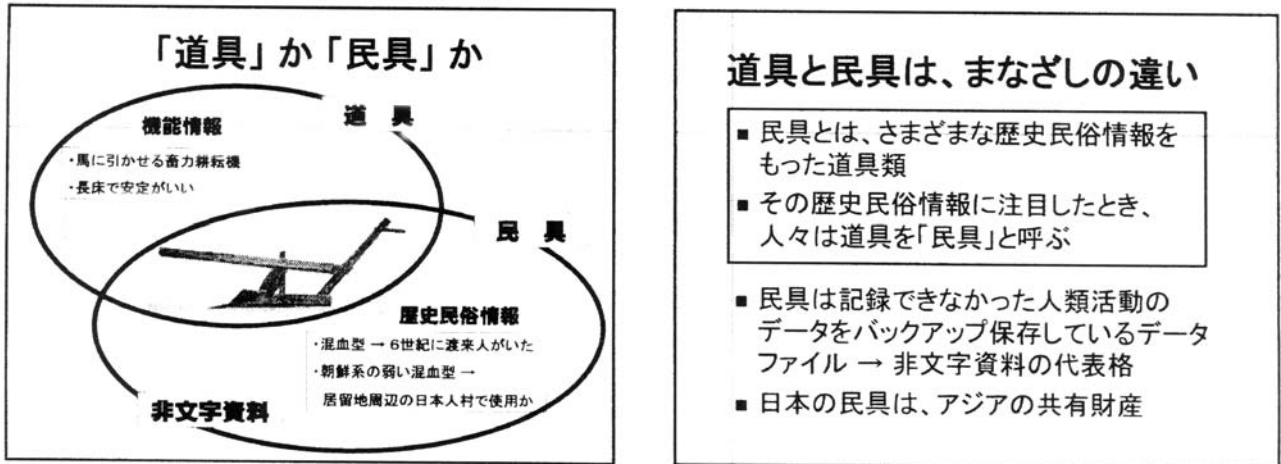 「道具」か「民具」か
道 具
機能情報
・馬に引かせる畜力耕耘機
・長床で安定がいい
民 具
歴史民俗情報
・混血型 → 6世紀に渡来人がいた
・朝鮮系の弱い混血型 →
居留地周辺の日本人村で使用か
非文字資料
道具と民具は、まなざしの違い
■ 民具とは、さまざまな歴史民俗情報を
もった道具類
■ その歴史民俗情報に注目したとき、
人々は道具を「民具」と呼ぶ
■ 民具は記録できなかった人類活動の
データをバックアップ保存しているデータ
ファイル → 非文字資料の代表格
■ 日本の民具は、アジアの共有財産